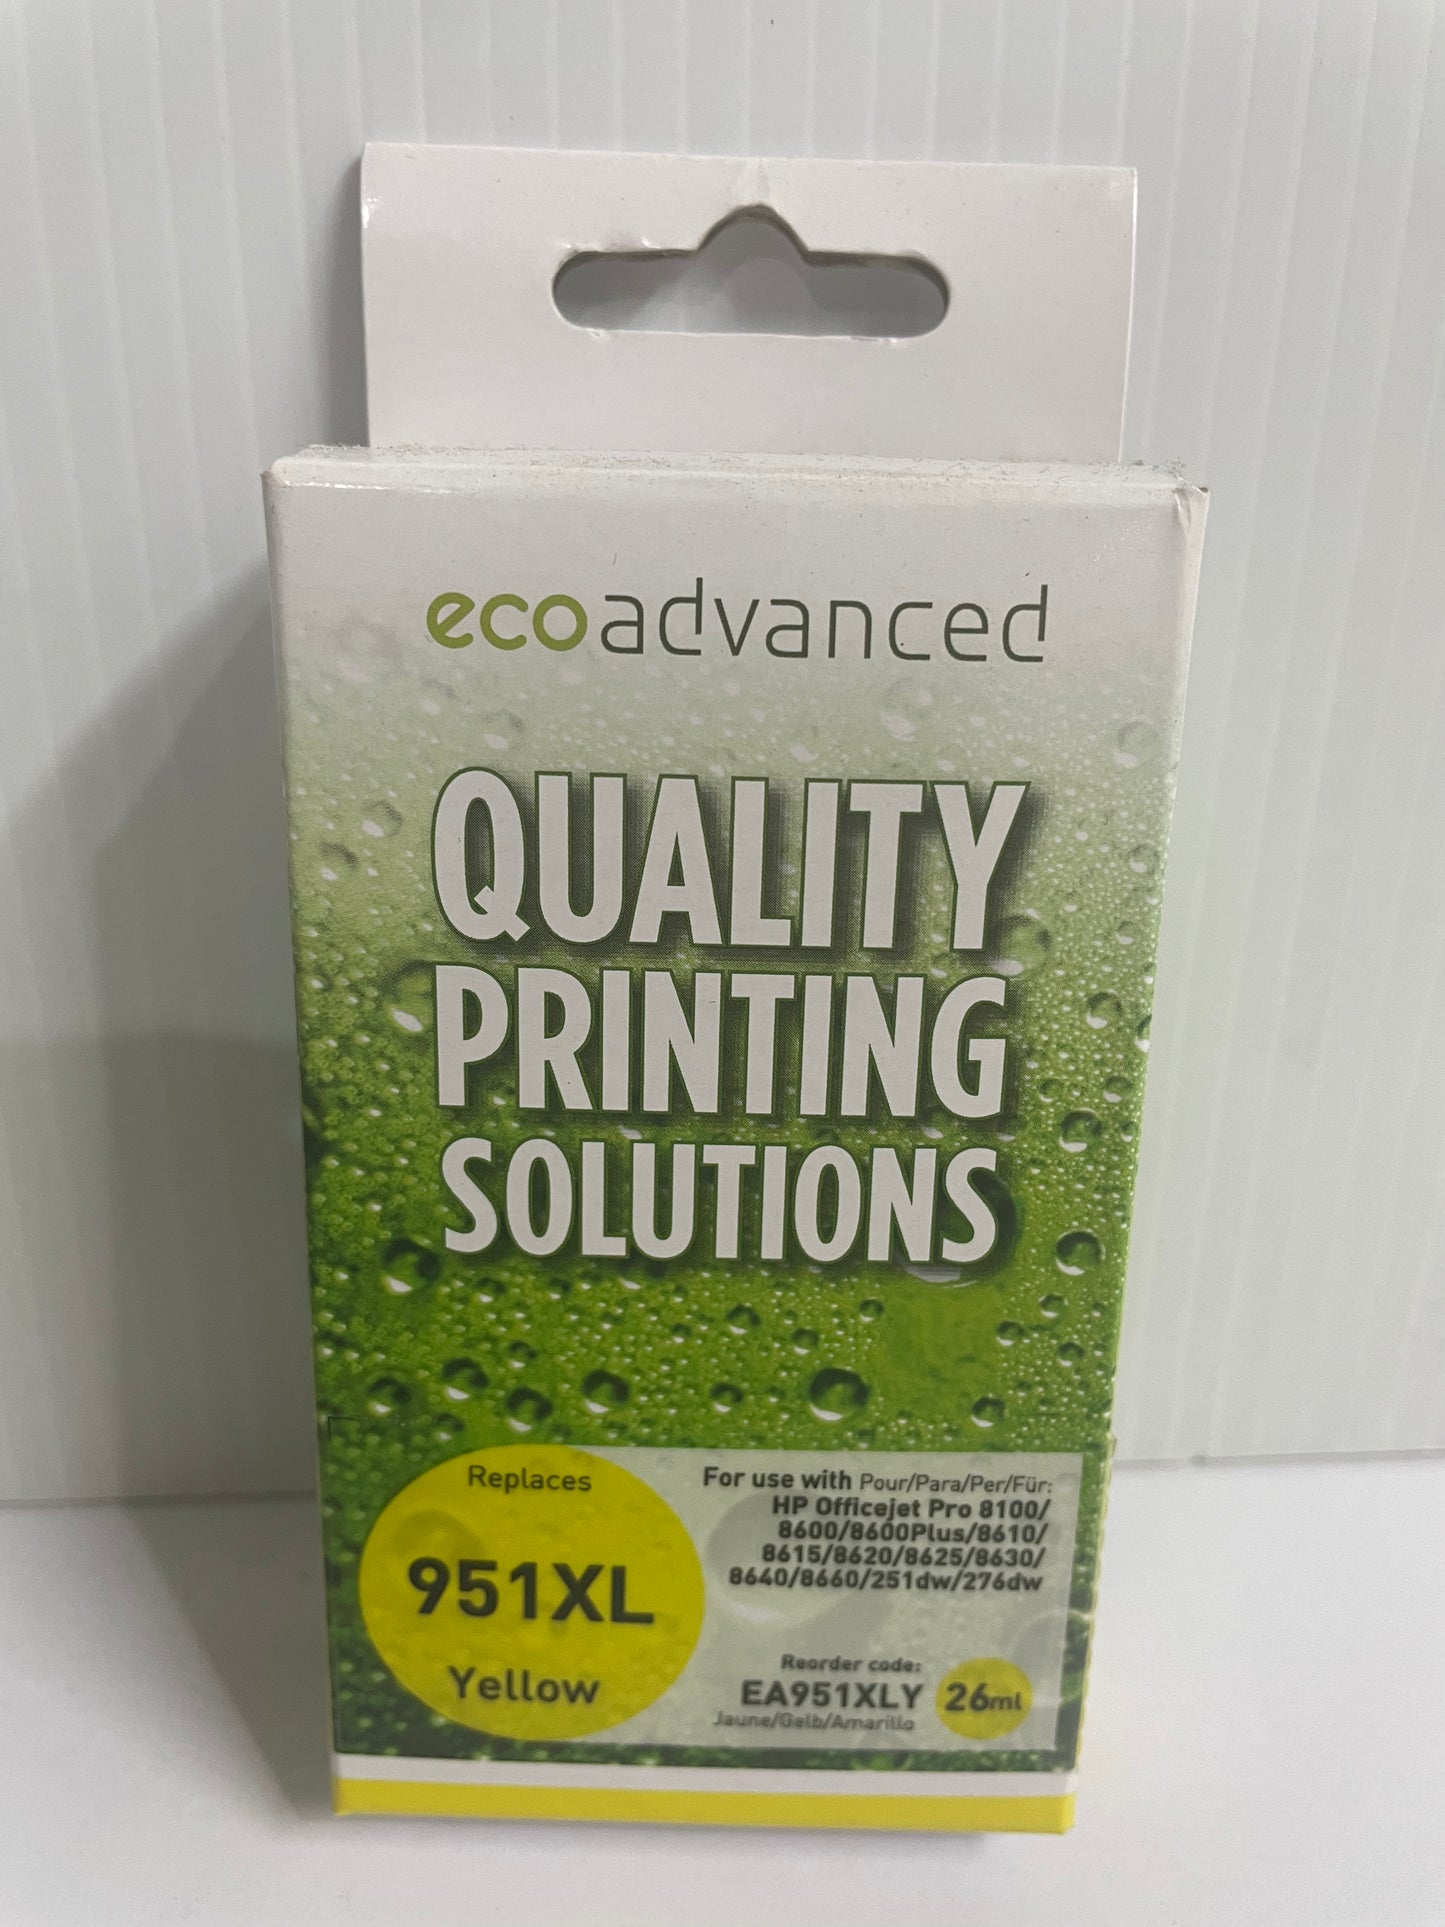 ecoadvanced
QUALITY
PRINTING
SOLUTIONS
Replaces
951XL
Yellow
For use with Pour/Para/Per/Für:
HP Officejet Pro 8100/
8600/8600Plus/8610/
8615/8620/8625/8630/
8640/8660/251dw/276dw
Reorder code:
EA951XLY
Jaune/Gelb/Amarillo
26ml